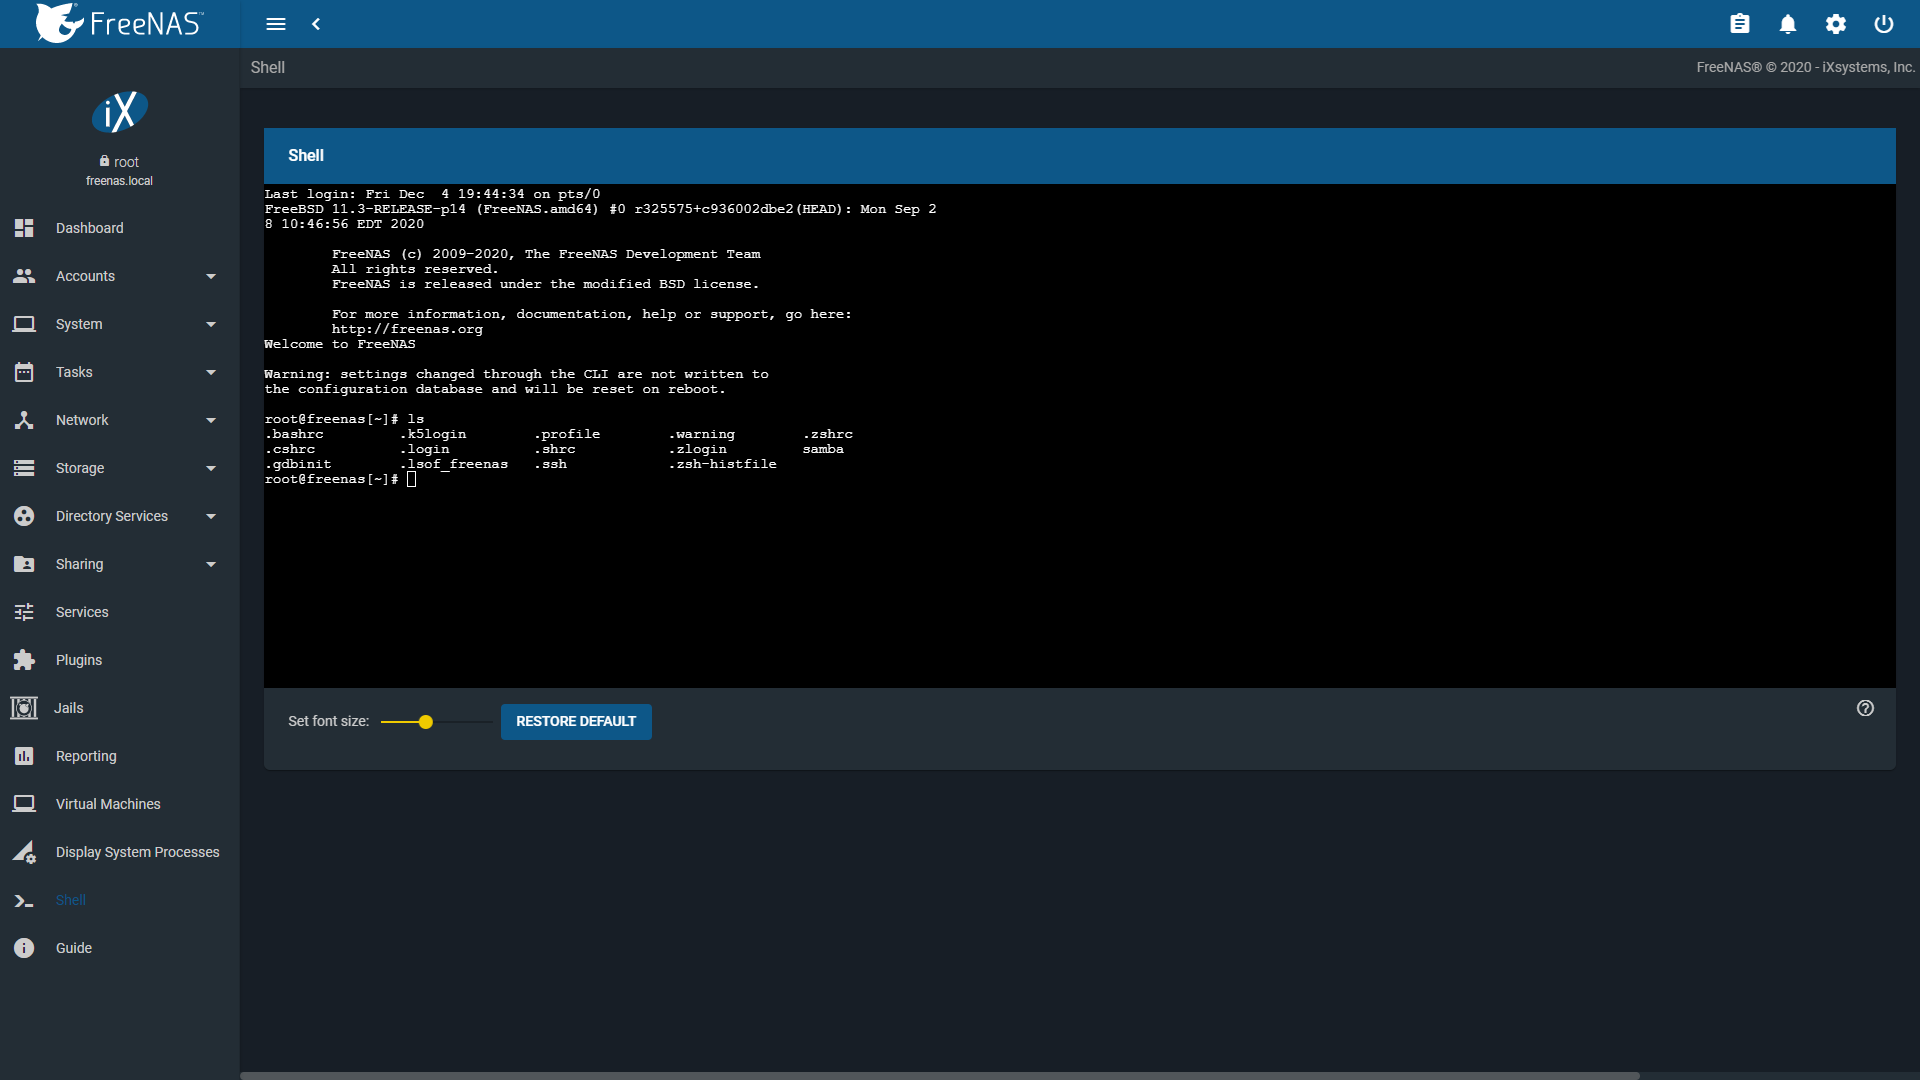 FreeNAS™
Shell
FreeNAS® © 2020 - iXsystems, Inc.
iX
root
freenas.local
Dashboard
Accounts
System
Tasks
Network
Storage
Directory Services
Sharing
Services
Plugins
Jails
Reporting
Virtual Machines
Display System Processes
Shell
Guide
Shell
Last login: Fri Dec  4 19:44:34 on pts/0
FreeBSD 11.3-RELEASE-p14 (FreeNAS.amd64) #0 r325575+c936002dbe2(HEAD): Mon Sep 2
8 10:46:56 EDT 2020
FreeNAS (c) 2009-2020, The FreeNAS Development Team
All rights reserved.
FreeNAS is released under the modified BSD license.
For more information, documentation, help or support, go here:
http://freenas.org
Welcome to FreeNAS
Warning: settings changed through the CLI are not written to
the configuration database and will be reset on reboot.
root@freenas[~]# ls
.bashrc .k5login .profile .warning .zshrc
.cshrc .login .shrc .zlogin samba
.gdbinit .lsof_freenas .ssh .zsh-histfile
root@freenas[~]#
Set font size:
RESTORE DEFAULT